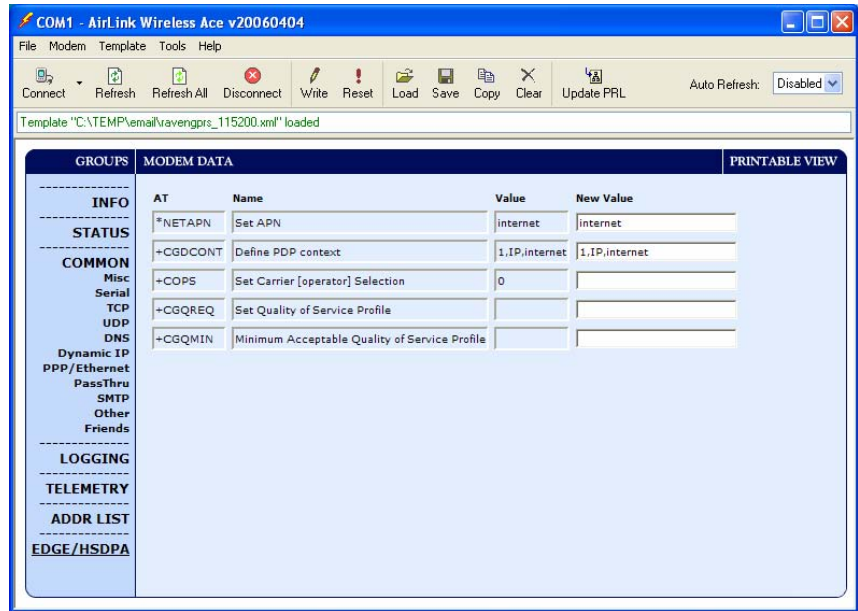 COM1 - AirLink Wireless Ace v20060404
File Modem Template Tools Help
Connect Refresh Refresh All Disconnect Write Reset Load Save Copy Clear Update PRL Auto Refresh: Disabled
Template "C:\TEMP\email\ravengprs_115200.xml" loaded
GROUPS MODEM DATA PRINTABLE VIEW
INFO
STATUS
COMMON
Misc
Serial
TCP
UDP
DNS
Dynamic IP
PPP/Ethernet
PassThru
SMTP
Other
Friends
LOGGING
TELEMETRY
ADDR LIST
EDGE/HSDPA
AT Name Value New Value
*NETAPN Set APN internet internet
+CGDCONT Define PDP context 1,IP,internet 1,IP,internet
+COPS Set Carrier [operator] Selection 0
+CGQREQ Set Quality of Service Profile
+CGQMIN Minimum Acceptable Quality of Service Profile